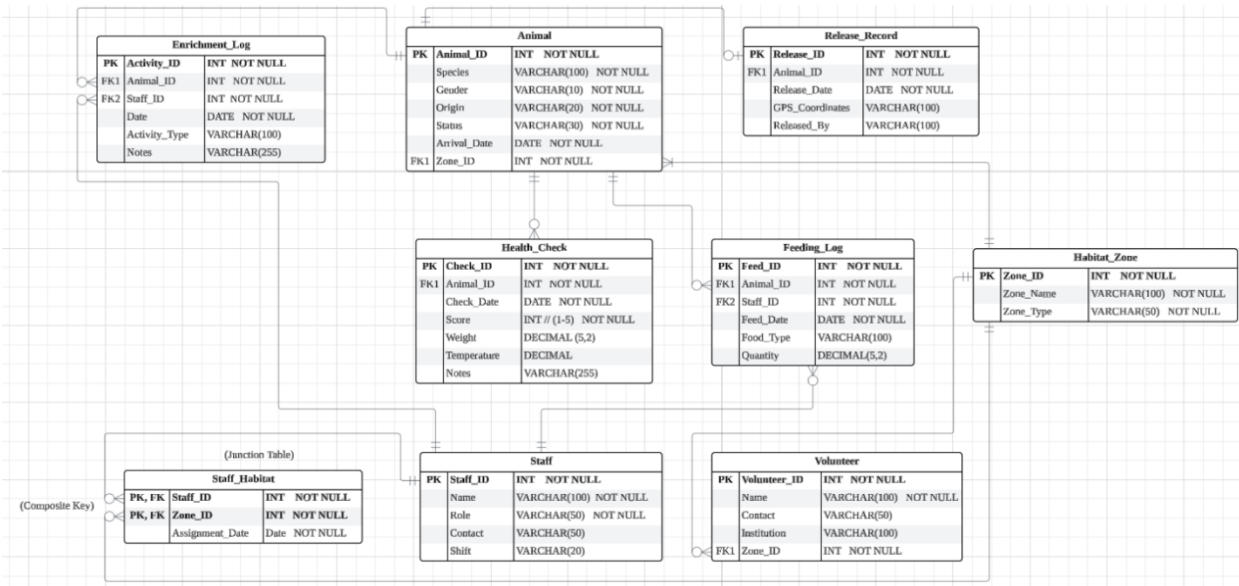 Enrichment_Log
PK Activity_ID INT NOT NULL
FK1 Animal_ID INT NOT NULL
FK2 Staff_ID INT NOT NULL
Date DATE NOT NULL
Activity_Type VARCHAR(100)
Notes VARCHAR(255)
Animal
PK Animal_ID INT NOT NULL
Species VARCHAR(100) NOT NULL
Gender VARCHAR(10) NOT NULL
Origin VARCHAR(20) NOT NULL
Status VARCHAR(30) NOT NULL
Arrival_Date DATE NOT NULL
FK1 Zone_ID INT NOT NULL
Release_Record
PK Release_ID INT NOT NULL
FK1 Animal_ID INT NOT NULL
Release_Date DATE NOT NULL
GPS_Coordinates VARCHAR(100)
Released_By VARCHAR(100)
Health_Check
PK Check_ID INT NOT NULL
FK1 Animal_ID INT NOT NULL
Check_Date DATE NOT NULL
Score INT // (1-5) NOT NULL
Weight DECIMAL (5,2)
Temperature DECIMAL
Notes VARCHAR(255)
Feeding_Log
PK Feed_ID INT NOT NULL
FK1 Animal_ID INT NOT NULL
FK2 Staff_ID INT NOT NULL
Feed_Date DATE NOT NULL
Food_Type VARCHAR(100)
Quantity DECIMAL(5,2)
Habitat_Zone
PK Zone_ID INT NOT NULL
Zone_Name VARCHAR(100) NOT NULL
Zone_Type VARCHAR(50) NOT NULL
(Junction Table)
Staff_Habitat
(Composite Key)
PK, FK Staff_ID INT NOT NULL
PK, FK Zone_ID INT NOT NULL
Assignment_Date Date NOT NULL
Staff
PK Staff_ID INT NOT NULL
Name VARCHAR(100) NOT NULL
Role VARCHAR(50) NOT NULL
Contact VARCHAR(50)
Shift VARCHAR(20)
Volunteer
PK Volunteer_ID INT NOT NULL
Name VARCHAR(100) NOT NULL
Contact VARCHAR(50)
Institution VARCHAR(100)
FK1 Zone_ID INT NOT NULL